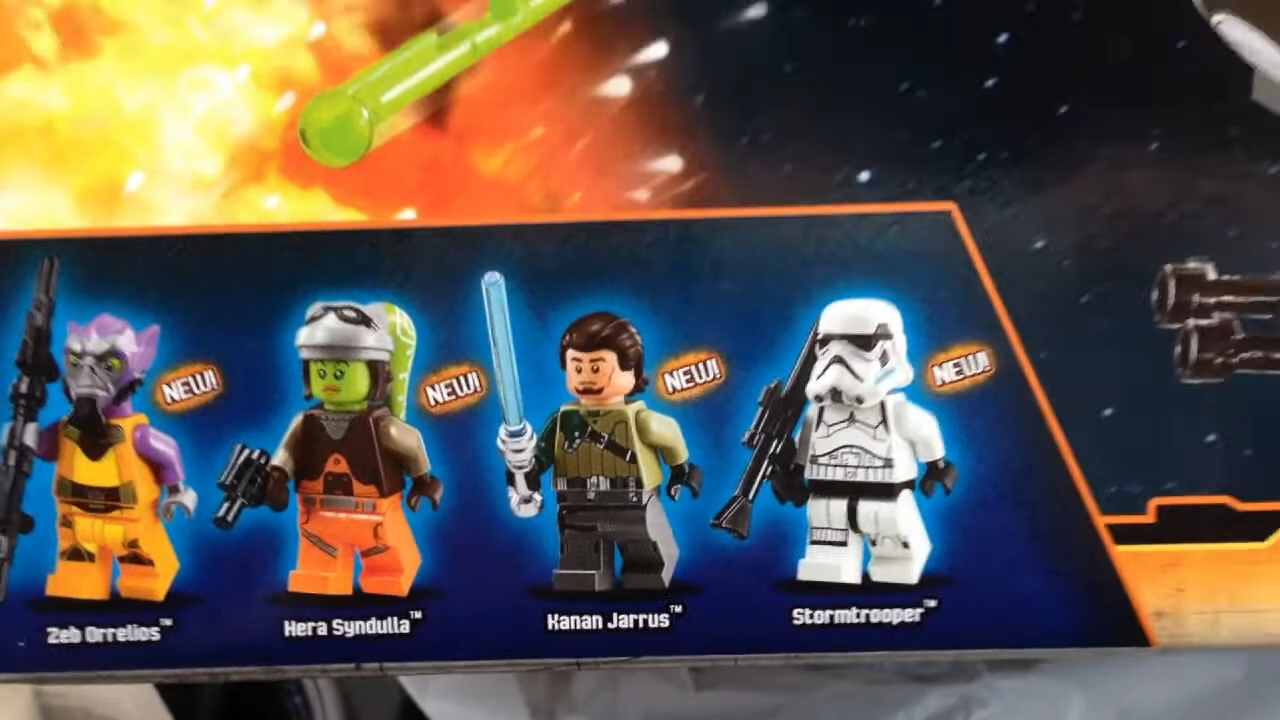 NEW!
NEW!
NEW!
NEW!
Zeb Orrelios™
Hera Syndulla™
Kanan Jarrus™
Stormtrooper™